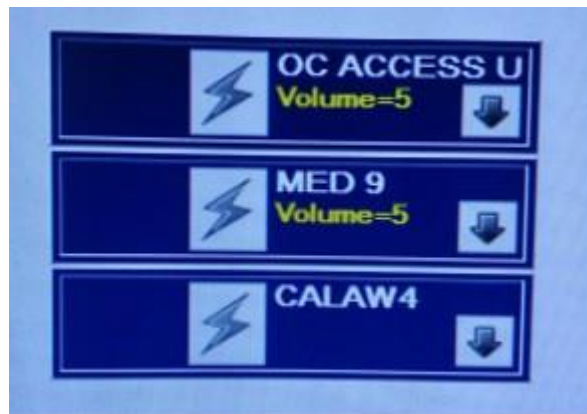 OC ACCESS U
Volume=5
MED 9
Volume=5
CALAW4